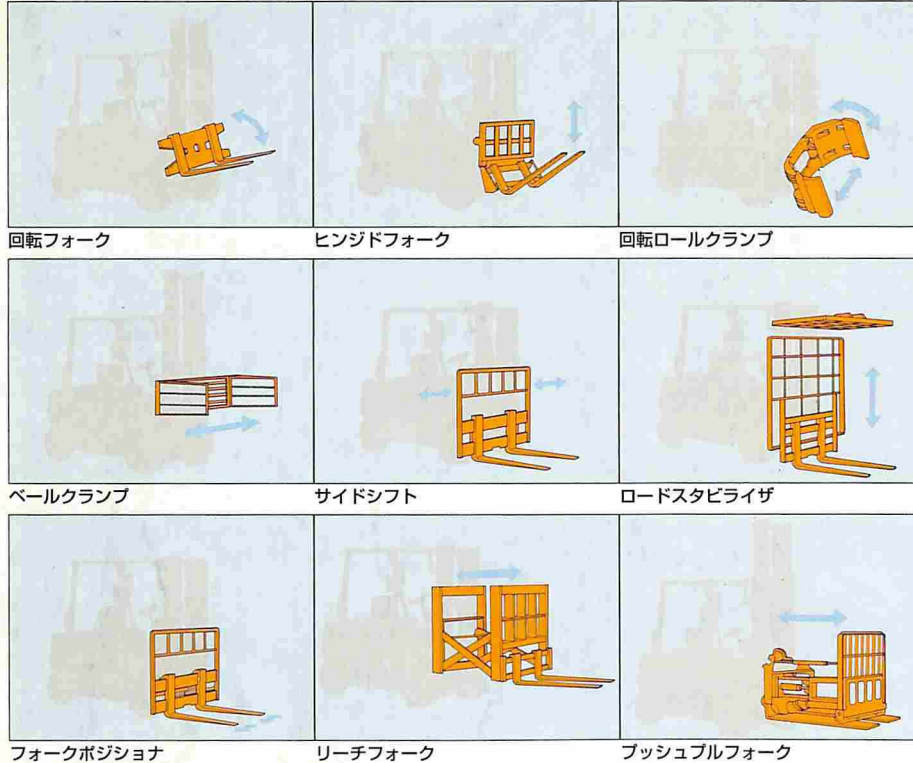 回転フォーク
ヒンジドフォーク
回転ロールクランプ
ベールクランプ
サイドシフト
ロードスタビライザ
フォークポジショナ
リーチフォーク
プッシュプルフォーク